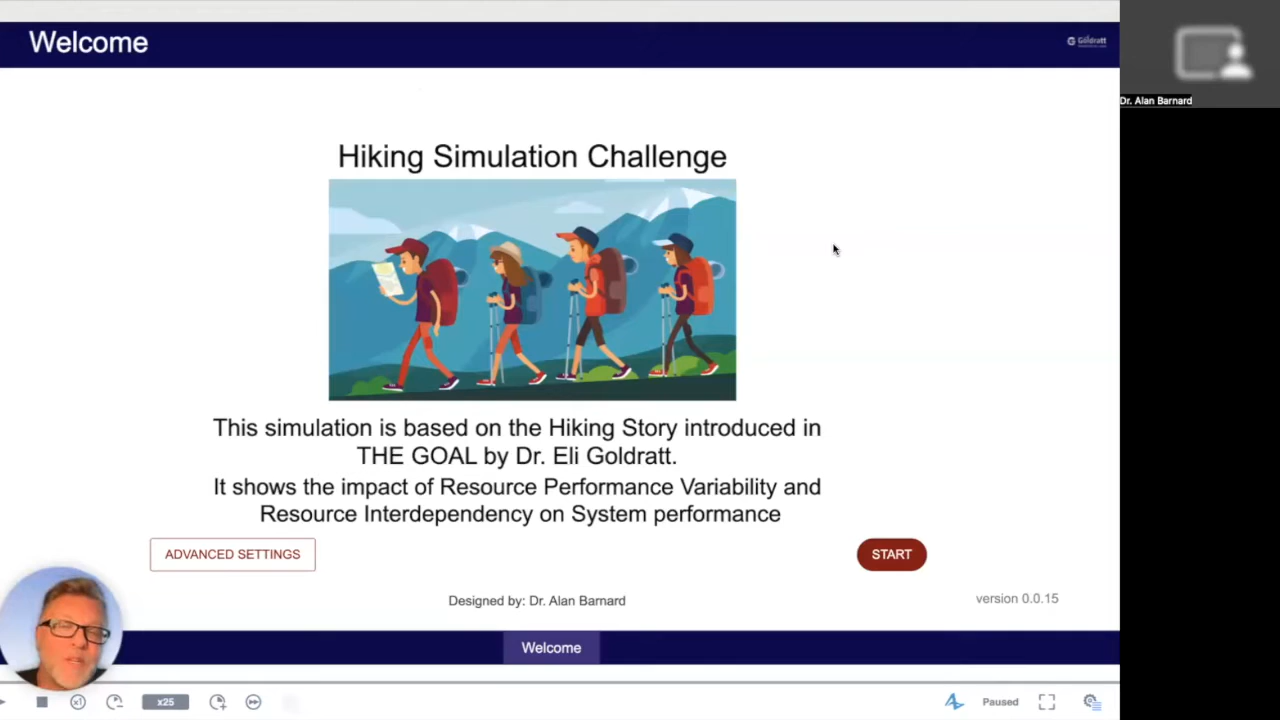 Welcome
Goldratt
Dr. Alan Barnard
Hiking Simulation Challenge
This simulation is based on the Hiking Story introduced in
THE GOAL by Dr. Eli Goldratt.
It shows the impact of Resource Performance Variability and
Resource Interdependency on System performance
ADVANCED SETTINGS
START
Designed by: Dr. Alan Barnard
version 0.0.15
Welcome
x1
x25
Paused